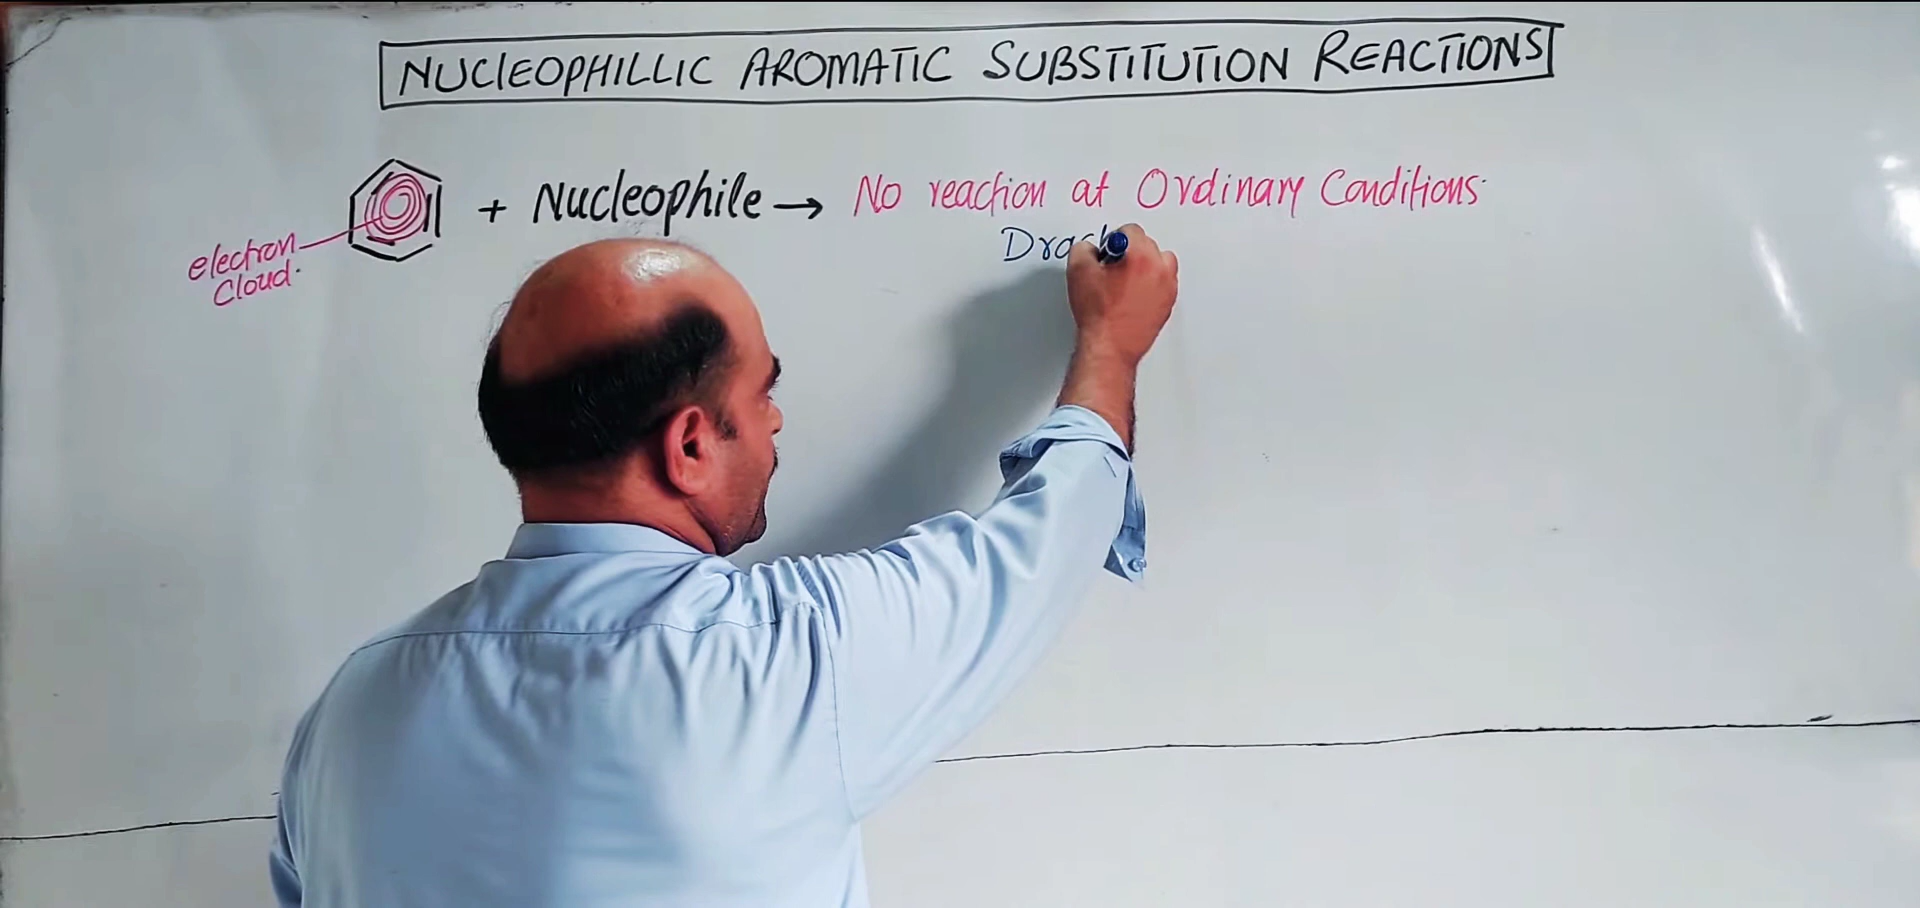 NUCLEOPHILLIC AROMATIC SUBSTITUTION REACTIONS
+ Nucleophile → No reaction at Ordinary Conditions.
electron
Cloud.